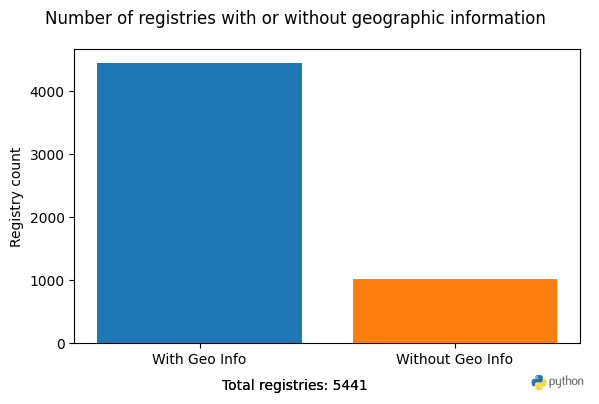 Number of registries with or without geographic information
4000
3000
2000
1000
0
Registry count
With Geo Info
Without Geo Info
Total registries: 5441
python